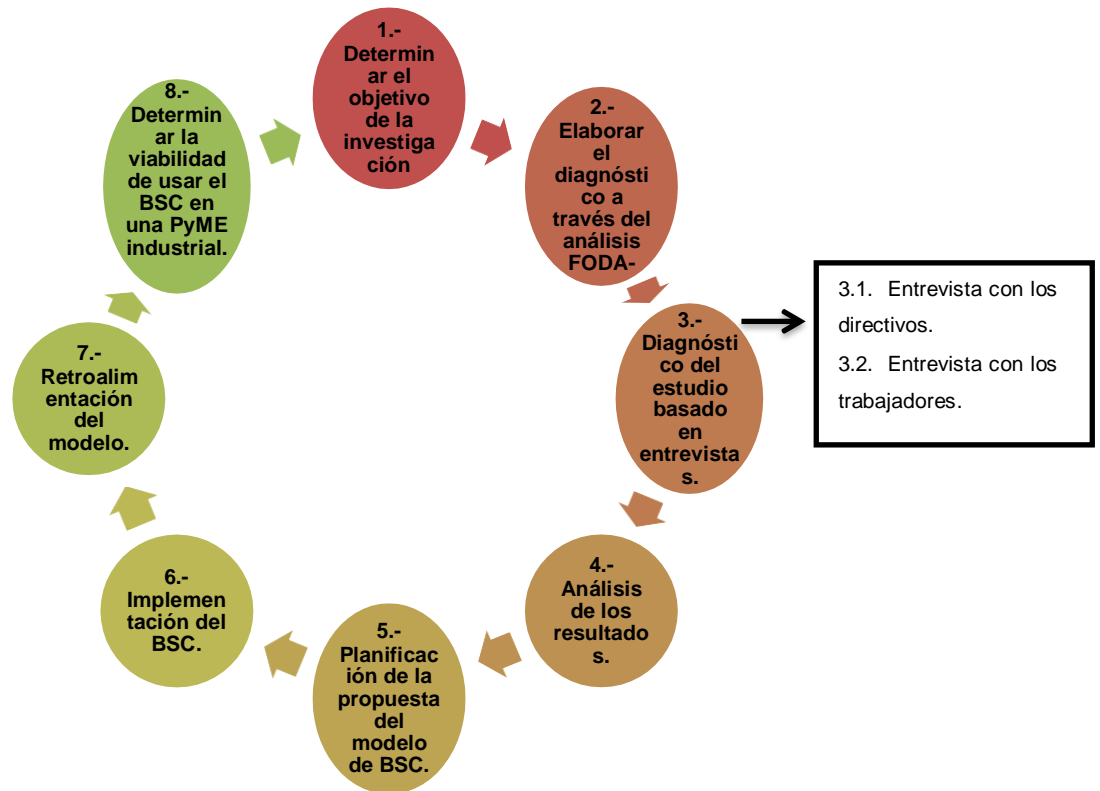 1.-
Determin
ar el
objetivo
de la
investiga
ción
2.-
Elaborar
el
diagnósti
co a
través del
análisis
FODA-
3.-
Diagnósti
co del
estudio
basado
en
entrevista
s.
3.1. Entrevista con los
directivos.
3.2. Entrevista con los
trabajadores.
4.-
Análisis
de los
resultado
s.
5.-
Planificac
ión de la
propuesta
del
modelo
de BSC.
6.-
Implemen
tación del
BSC.
7.-
Retroalim
entación
del
modelo.
8.-
Determin
ar la
viabilidad
de usar el
BSC en
una PyME
industrial.